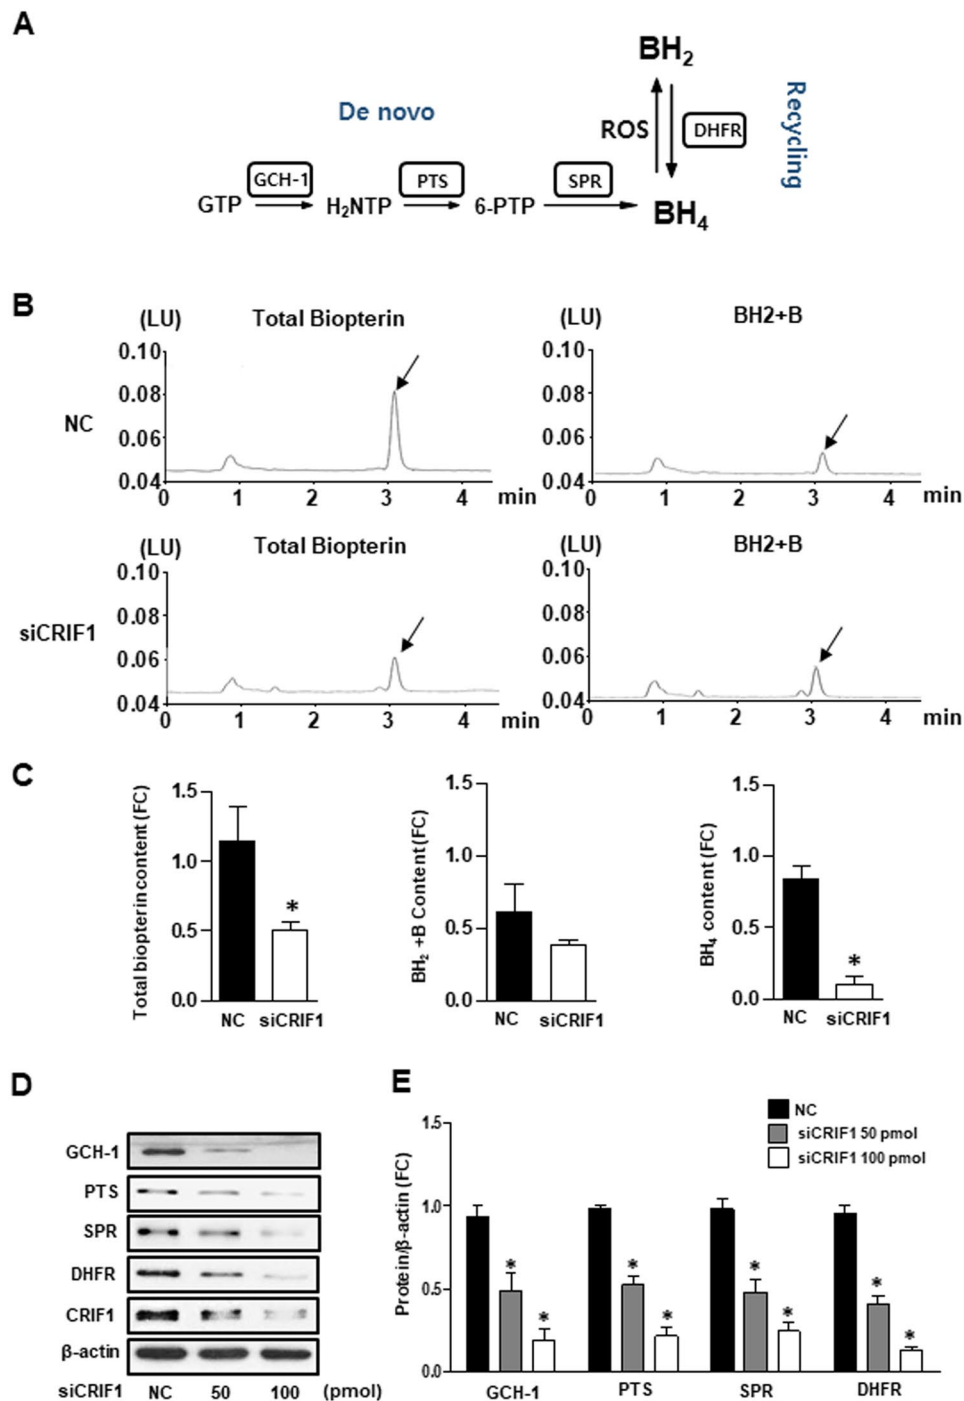 A
BH2
De novo
ROS
DHFR
Recycling
GCH-1
PTS
SPR
GTP
H2NTP
6-PTP
BH4
B
(LU)
Total Biopterin
(LU)
BH2+B
NC
0.10
0.08
0.06
0.04
0 1 2 3 4 min
0.10
0.08
0.06
0.04
0 1 2 3 4 min
(LU)
Total Biopterin
(LU)
BH2+B
siCRIF1
0.10
0.08
0.06
0.04
0 1 2 3 4 min
0.10
0.08
0.06
0.04
0 1 2 3 4 min
C
Total biopterincontent (FC)
1.5
1.0
0.5
0.0
*
NC siCRIF1
BH2 +B Content (FC)
1.5
1.0
0.5
0.0
NC siCRIF1
BH4 content (FC)
1.5
1.0
0.5
0.0
*
NC siCRIF1
D
GCH-1
PTS
SPR
DHFR
CRIF1
β-actin
siCRIF1 NC 50 100 (pmol)
E
NC
siCRIF1 50 pmol
siCRIF1 100 pmol
Protein/β-actin (FC)
1.5
1.0
0.5
0.0
* * * * * * * *
GCH-1 PTS SPR DHFR